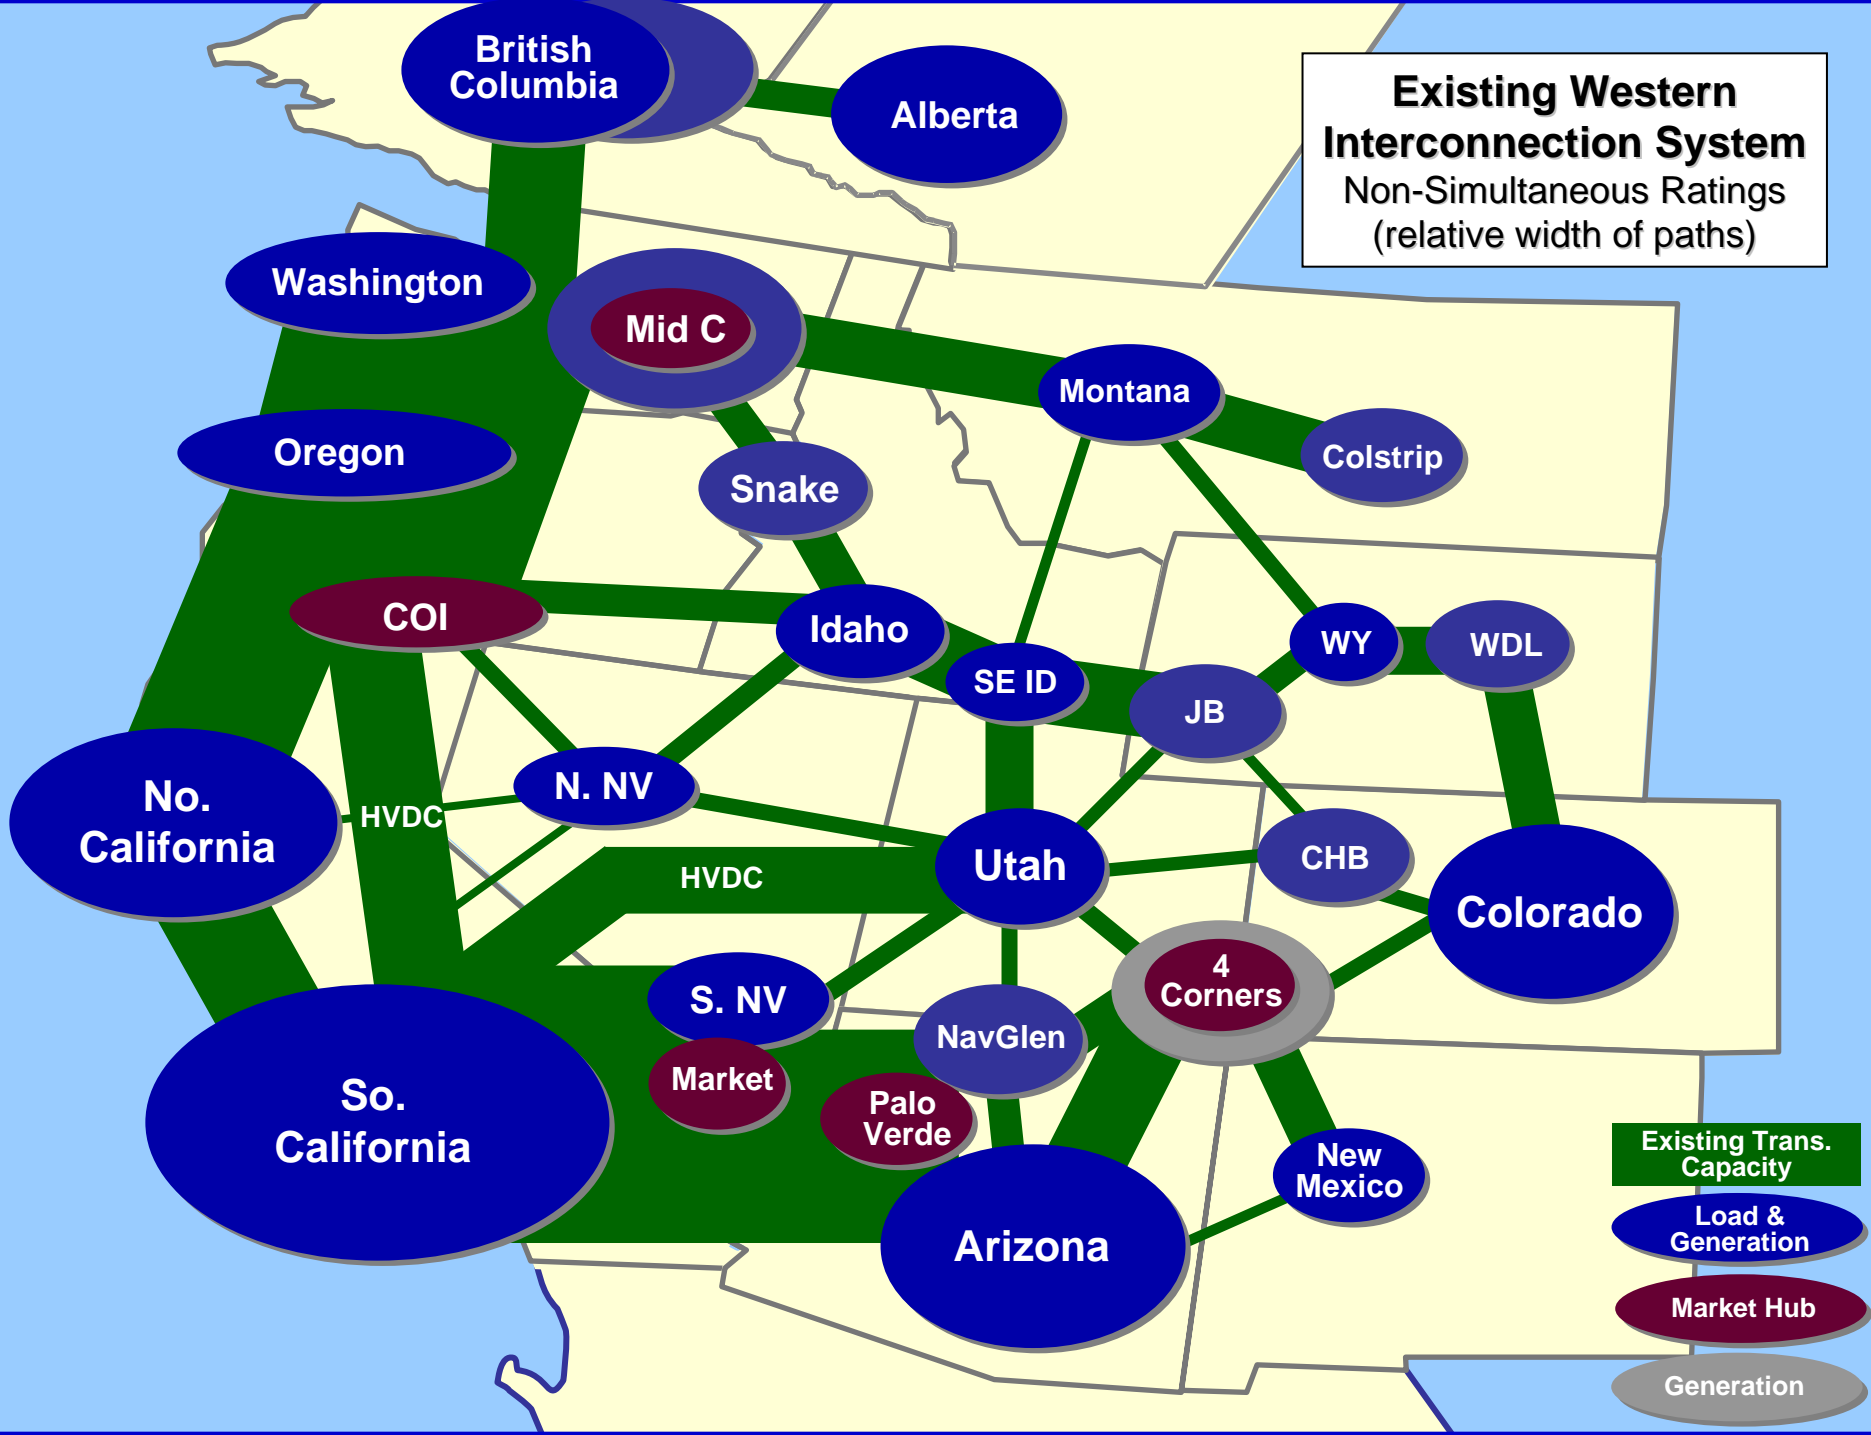 British
Columbia
Alberta
Existing Western
Interconnection System
Non-Simultaneous Ratings
(relative width of paths)
Washington
Mid C
Montana
Oregon
Colstrip
Snake
COI
Idaho
WY
WDL
SE ID
JB
No.
California
HVDC
N. NV
HVDC
Utah
CHB
Colorado
4
Corners
S. NV
NavGlen
Market
Palo
Verde
So.
California
New
Mexico
Arizona
Existing Trans.
Capacity
Load &
Generation
Market Hub
Generation